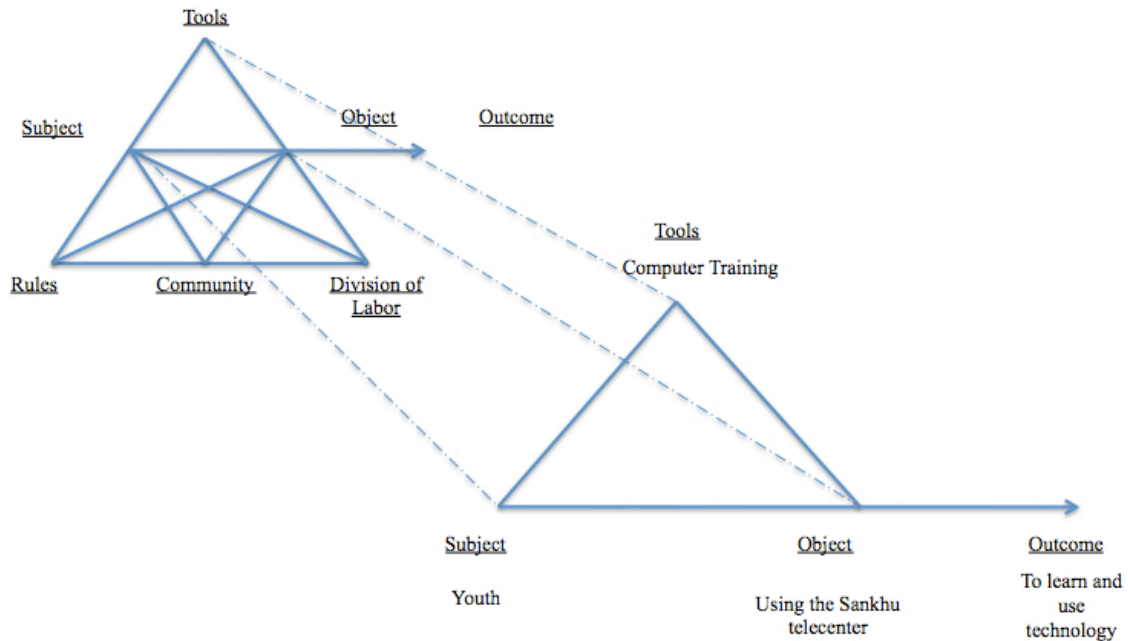 Tools
Subject
Object
Outcome
Rules
Community
Division of
Labor
Tools
Computer Training
Subject
Object
Outcome
Youth
Using the Sankhu
telecenter
To learn and
use
technology